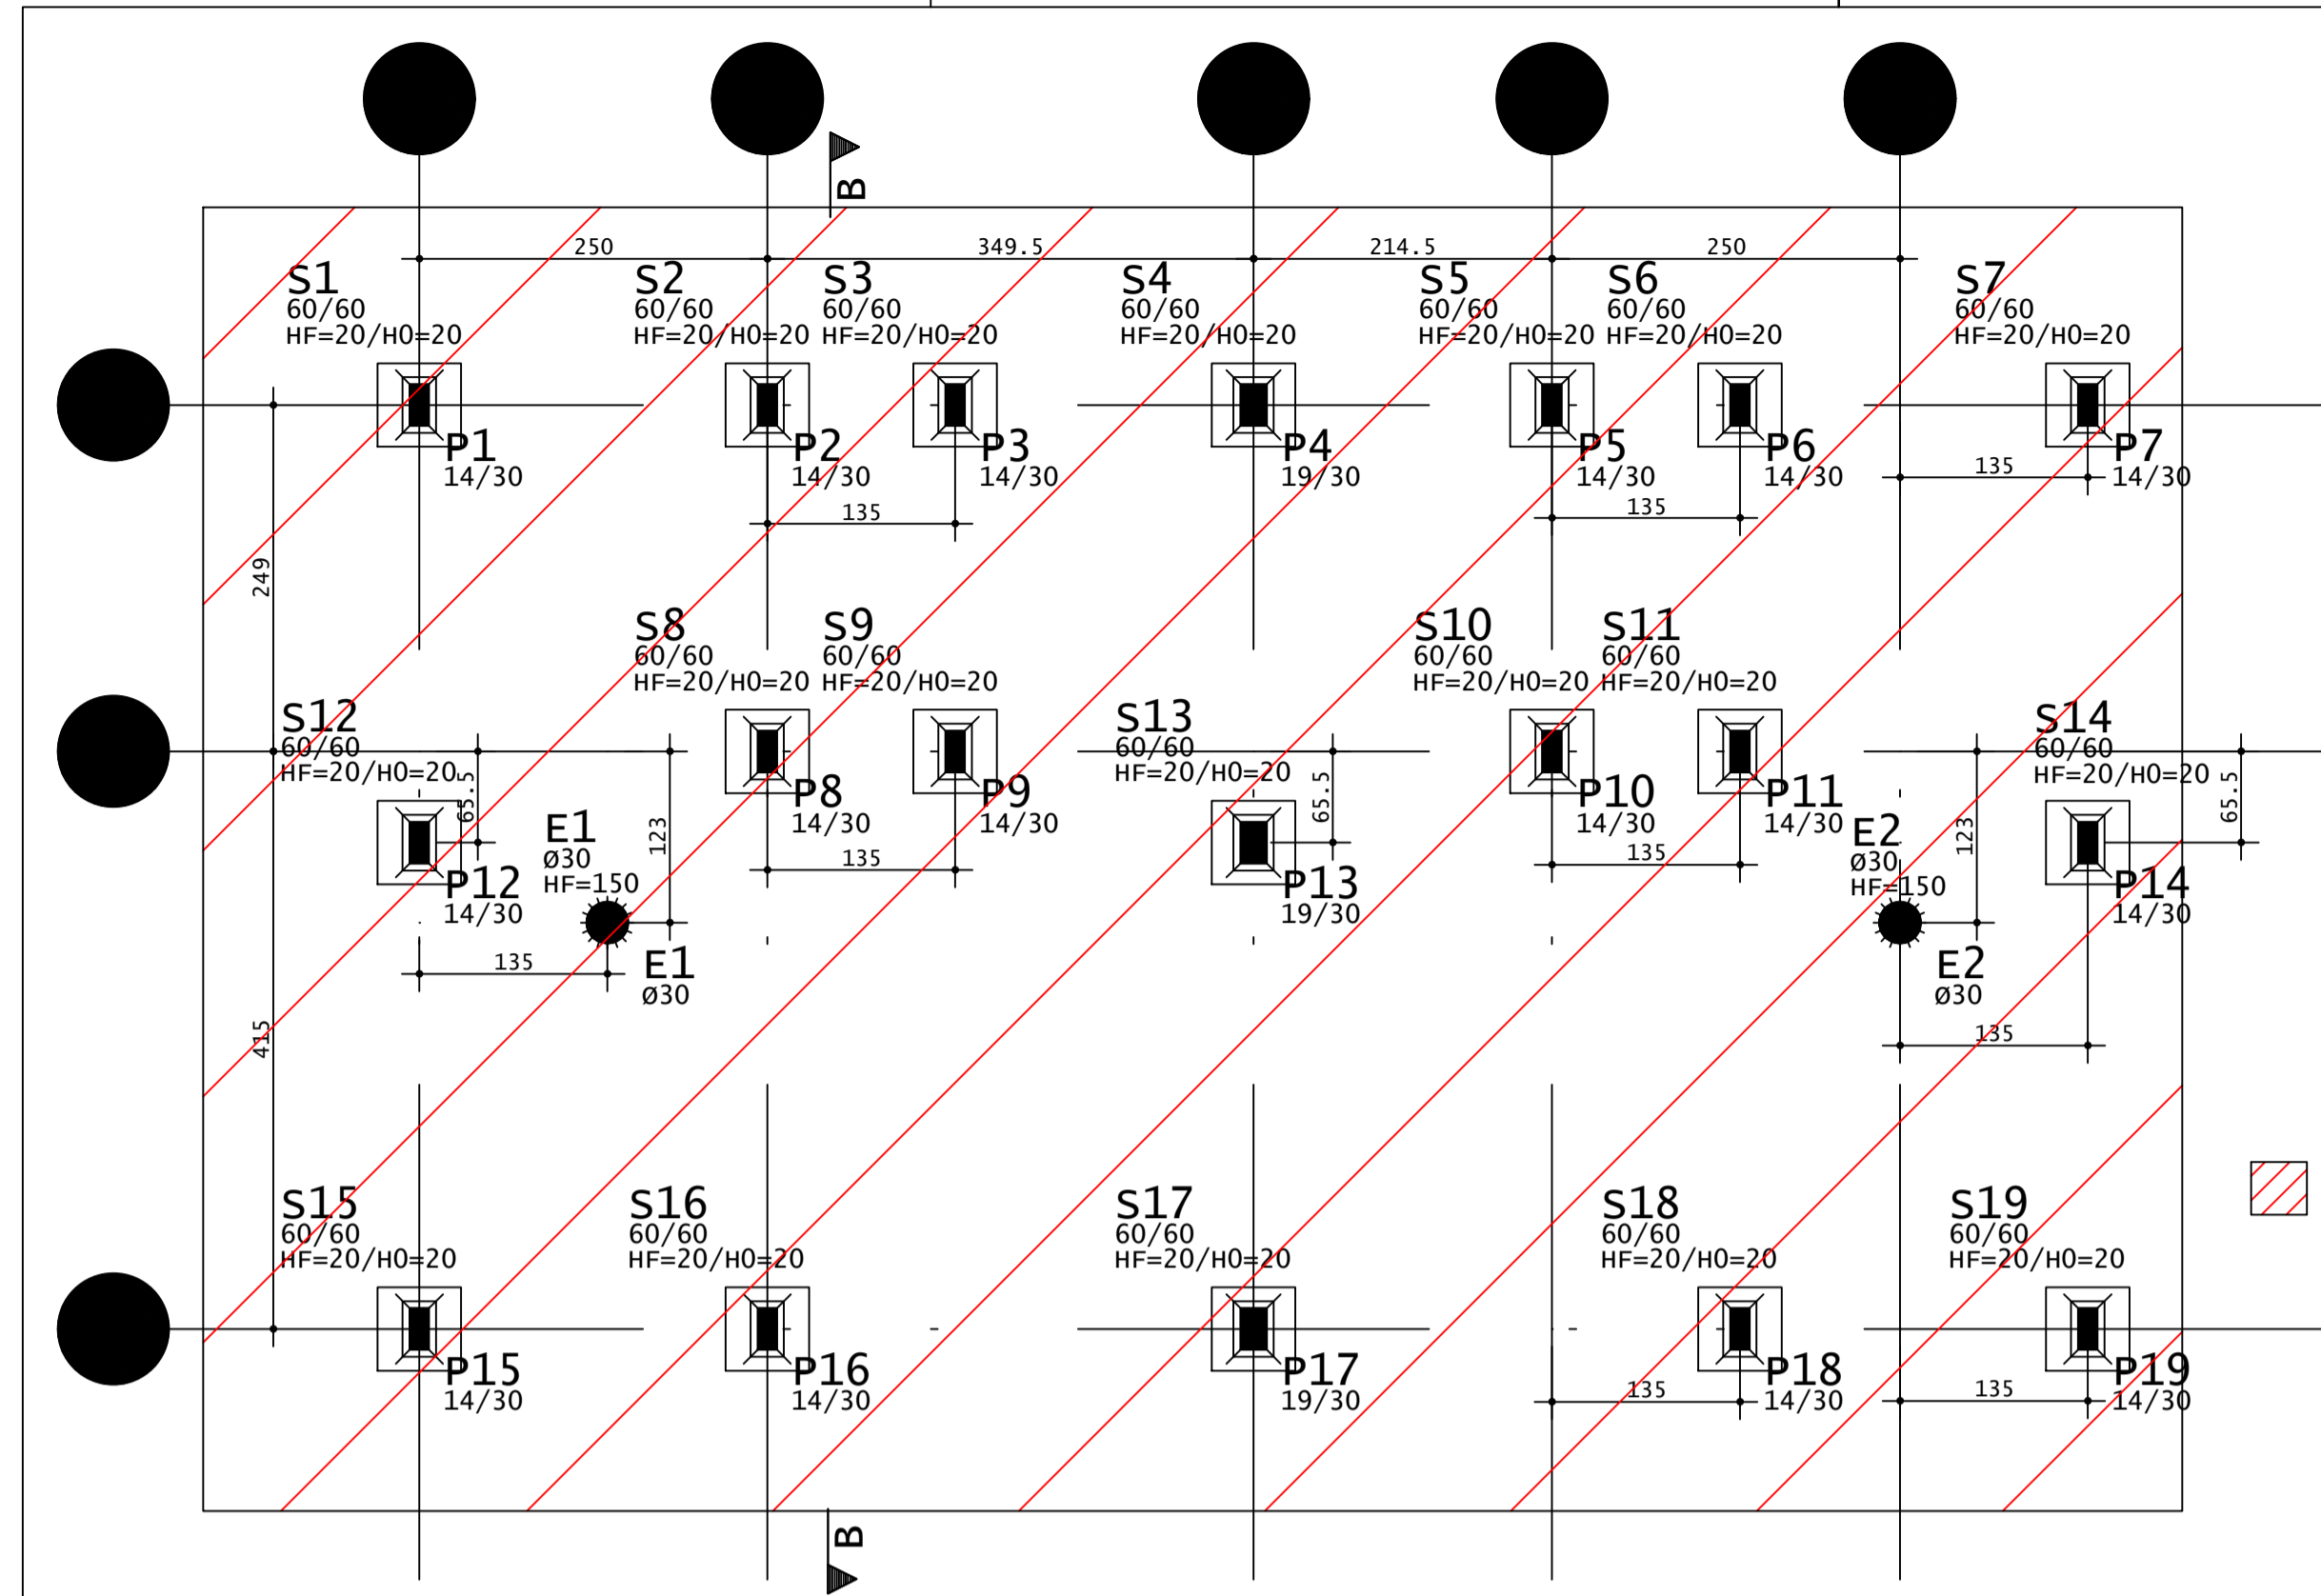 B
250
349.5
214.5
250
S1
60/60
HF=20/H0=20
S2
60/60
HF=20/H0=20
S3
60/60
HF=20/H0=20
S4
60/60
HF=20/H0=20
S5
60/60
HF=20/H0=20
S6
60/60
HF=20/H0=20
S7
60/60
HF=20/H0=20
P1
14/30
P2
14/30
P3
14/30
P4
19/30
P5
14/30
P6
14/30
P7
14/30
135
135
135
249
S8
60/60
HF=20/H0=20
S9
60/60
HF=20/H0=20
S10
60/60
HF=20/H0=20
S11
60/60
HF=20/H0=20
S12
60/60
HF=20/H0=20
S13
60/60
HF=20/H0=20
S14
60/60
HF=20/H0=20
65.5
123
65.5
123
65.5
P8
14/30
P9
14/30
P10
14/30
P11
14/30
135
135
E1
ø30
HF=150
E2
ø30
HF=150
P12
14/30
P13
19/30
P14
14/30
135
E1
ø30
E2
ø30
135
415
S15
60/60
HF=20/H0=20
S16
60/60
HF=20/H0=20
S17
60/60
HF=20/H0=20
S18
60/60
HF=20/H0=20
S19
60/60
HF=20/H0=20
P15
14/30
P16
14/30
P17
19/30
P18
14/30
P19
14/30
135
135
B